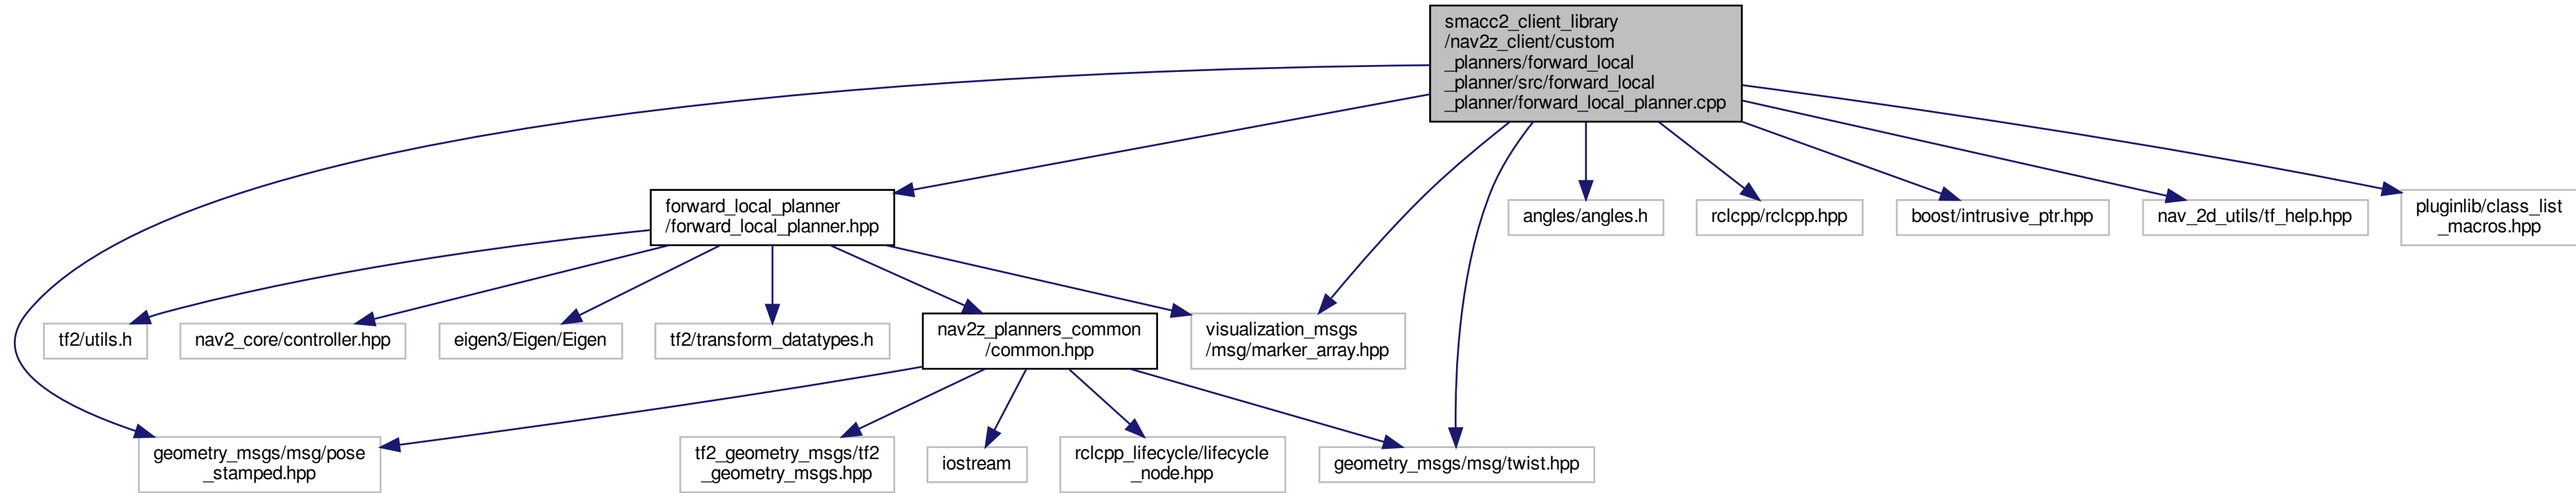 smacc2_client_library
/nav2z_client/custom
_planners/forward_local
_planner/src/forward_local
_planner/forward_local_planner.cpp
forward_local_planner
/forward_local_planner.hpp
angles/angles.h
rclcpp/rclcpp.hpp
boost/intrusive_ptr.hpp
nav_2d_utils/tf_help.hpp
pluginlib/class_list
_macros.hpp
tf2/utils.h
nav2_core/controller.hpp
eigen3/Eigen/Eigen
tf2/transform_datatypes.h
nav2z_planners_common
/common.hpp
visualization_msgs
/msg/marker_array.hpp
geometry_msgs/msg/pose
_stamped.hpp
tf2_geometry_msgs/tf2
_geometry_msgs.hpp
iostream
rclcpp_lifecycle/lifecycle
_node.hpp
geometry_msgs/msg/twist.hpp